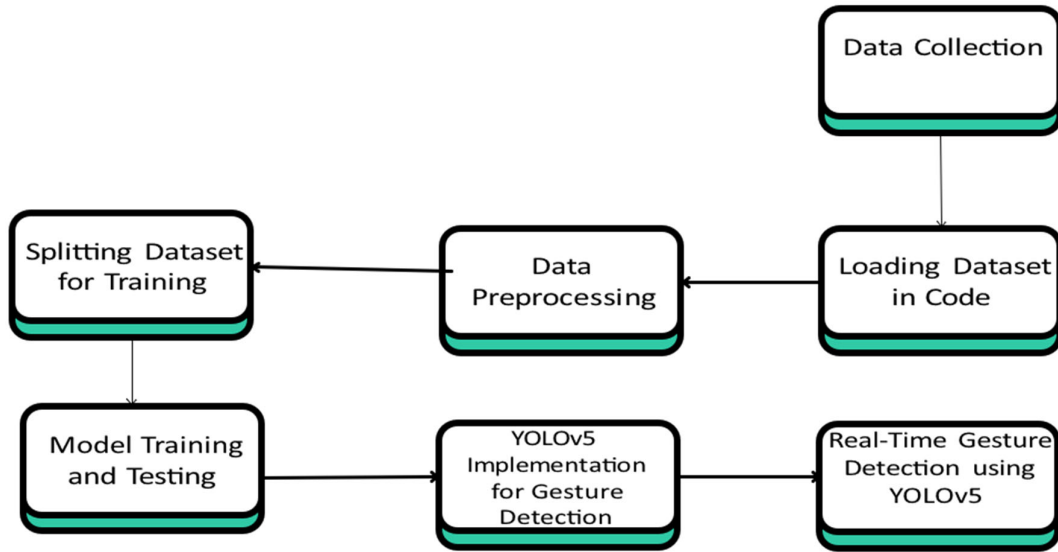 Data Collection
Loading Dataset
in Code
Data
Preprocessing
Splitting Dataset
for Training
Model Training
and Testing
YOLOv5
Implementation
for Gesture
Detection
Real-Time Gesture
Detection using
YOLOv5